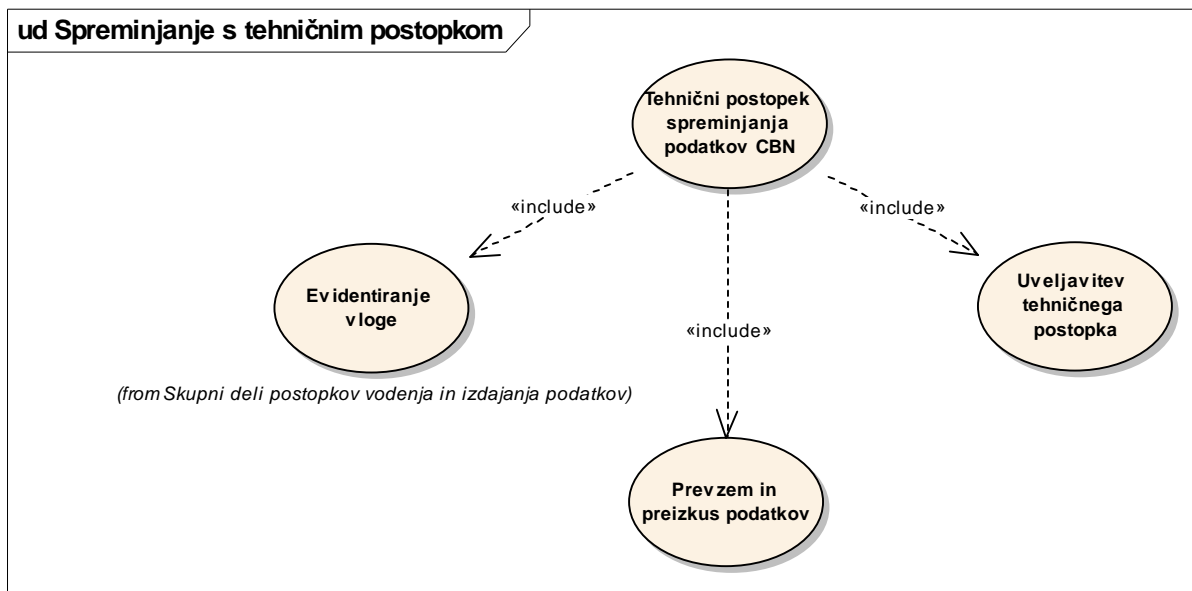 ud Spreminjanje s tehničnim postopkom
Tehnični postopek
spreminjanja
podatkov CBN
«include»
«include»
«include»
Evidentiranje
vloge
(from Skupni deli postopkov vodenja in izdajanja podatkov)
Uveljavitev
tehničnega
postopka
Prevzem in
preizkus podatkov